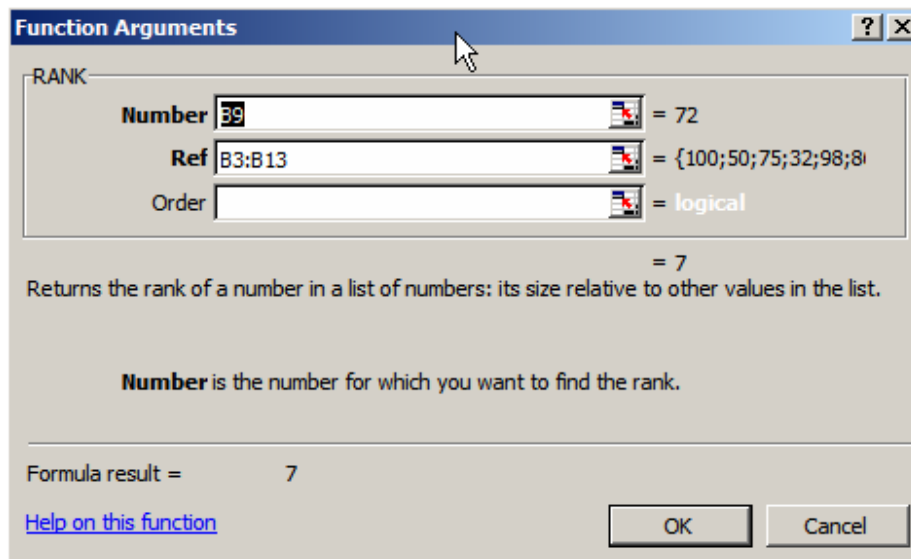 Function Arguments
RANK
Number B9 = 72
Ref B3:B13 = {100;50;75;32;98;8
Order = logical
= 7
Returns the rank of a number in a list of numbers: its size relative to other values in the list.
Number is the number for which you want to find the rank.
Formula result = 7
Help on this function
OK Cancel